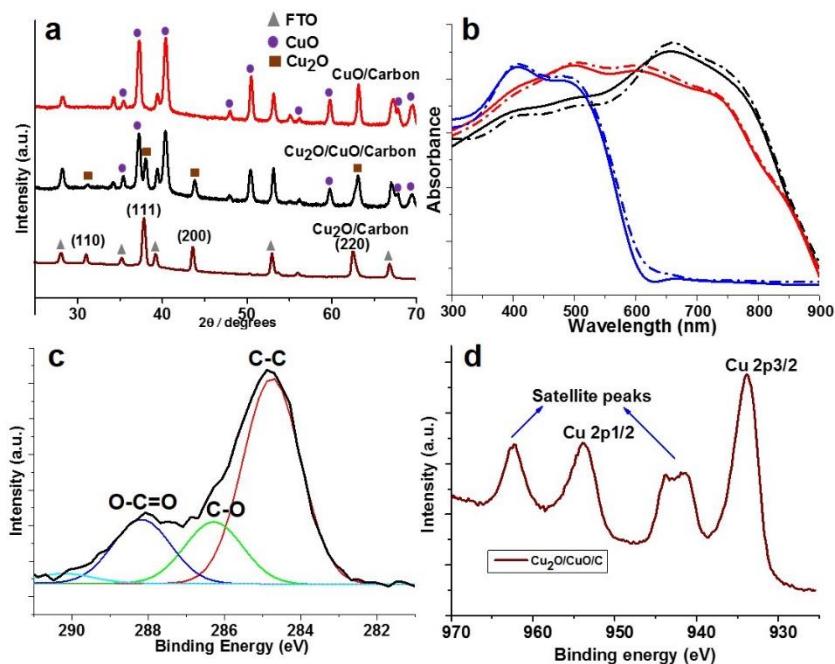 a
FTO
CuO
Cu₂O
CuO/Carbon
Cu₂O/CuO/Carbon
Cu₂O/Carbon
(110)
(111)
(200)
(220)
Intensity (a.u.)
30 40 50 60 70
2θ / degrees
b
Absorbance
300 400 500 600 700 800 900
Wavelength (nm)
c
C-C
O-C=O
C-O
Intensity (a.u.)
290 288 286 284 282
Binding Energy (eV)
d
Cu 2p3/2
Satellite peaks
Cu 2p1/2
Cu₂O/CuO/C
Intensity (a.u.)
970 960 950 940 930
Binding energy (eV)